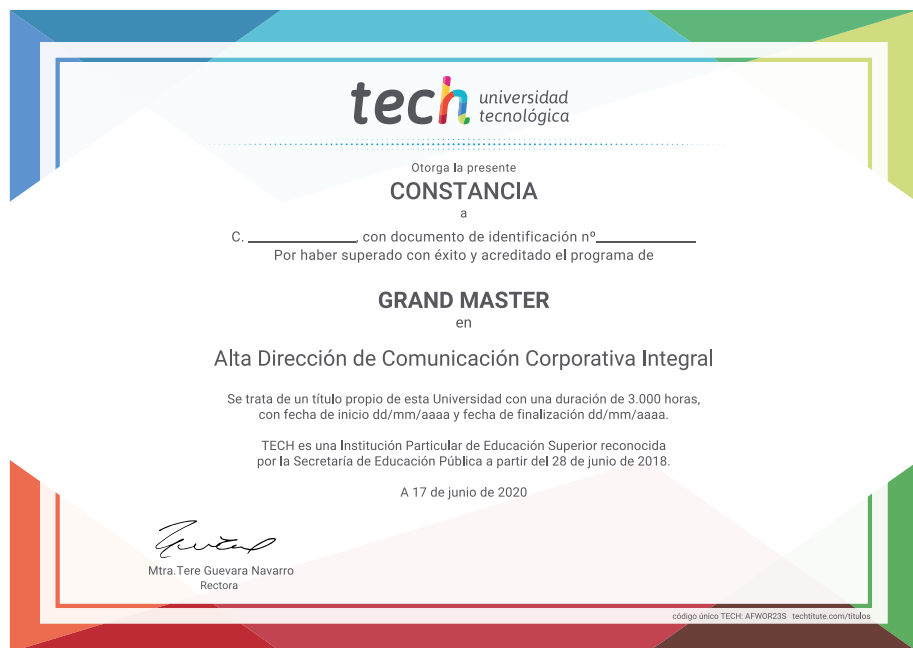 tech universidad
tecnológica
Otorga la presente
CONSTANCIA
a
C. ____________, con documento de identificación nº____________
Por haber superado con éxito y acreditado el programa de
GRAND MASTER
en
Alta Dirección de Comunicación Corporativa Integral
Se trata de un título propio de esta Universidad con una duración de 3.000 horas,
con fecha de inicio dd/mm/aaaa y fecha de finalización dd/mm/aaaa.
TECH es una Institución Particular de Educación Superior reconocida
por la Secretaría de Educación Pública a partir del 28 de junio de 2018.
A 17 de junio de 2020
Mtra.Tere Guevara Navarro
Rectora
código único TECH: AFWOR23S techtitute.com/titulos